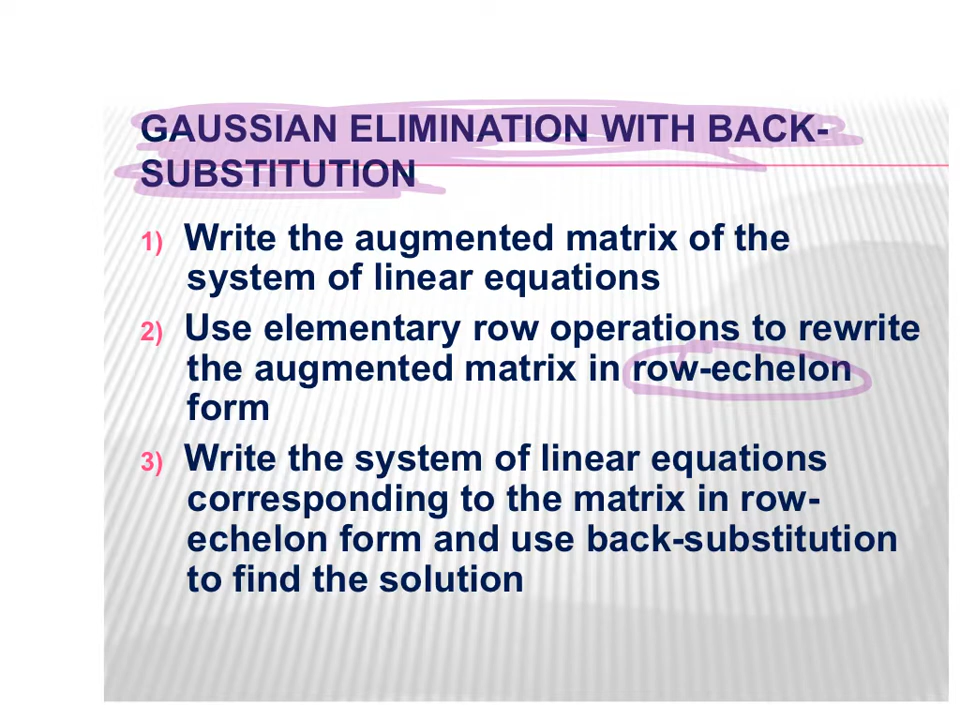 GAUSSIAN ELIMINATION WITH BACK-
SUBSTITUTION
1) Write the augmented matrix of the
system of linear equations
2) Use elementary row operations to rewrite
the augmented matrix in row-echelon
form
3) Write the system of linear equations
corresponding to the matrix in row-
echelon form and use back-substitution
to find the solution